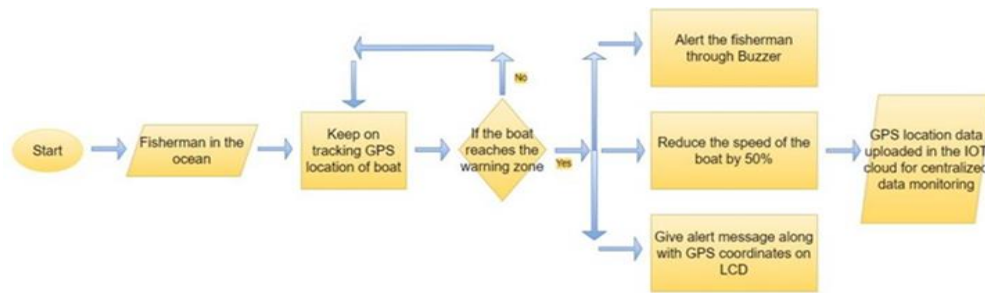 Start
Fisherman in the
ocean
Keep on
tracking GPS
location of boat
If the boat
reaches the
warning zone
No
Yes
Alert the fisherman
through Buzzer
Reduce the speed of the
boat by 50%
Give alert message along
with GPS coordinates on
LCD
GPS location data
uploaded in the IOT
cloud for centralized
data monitoring